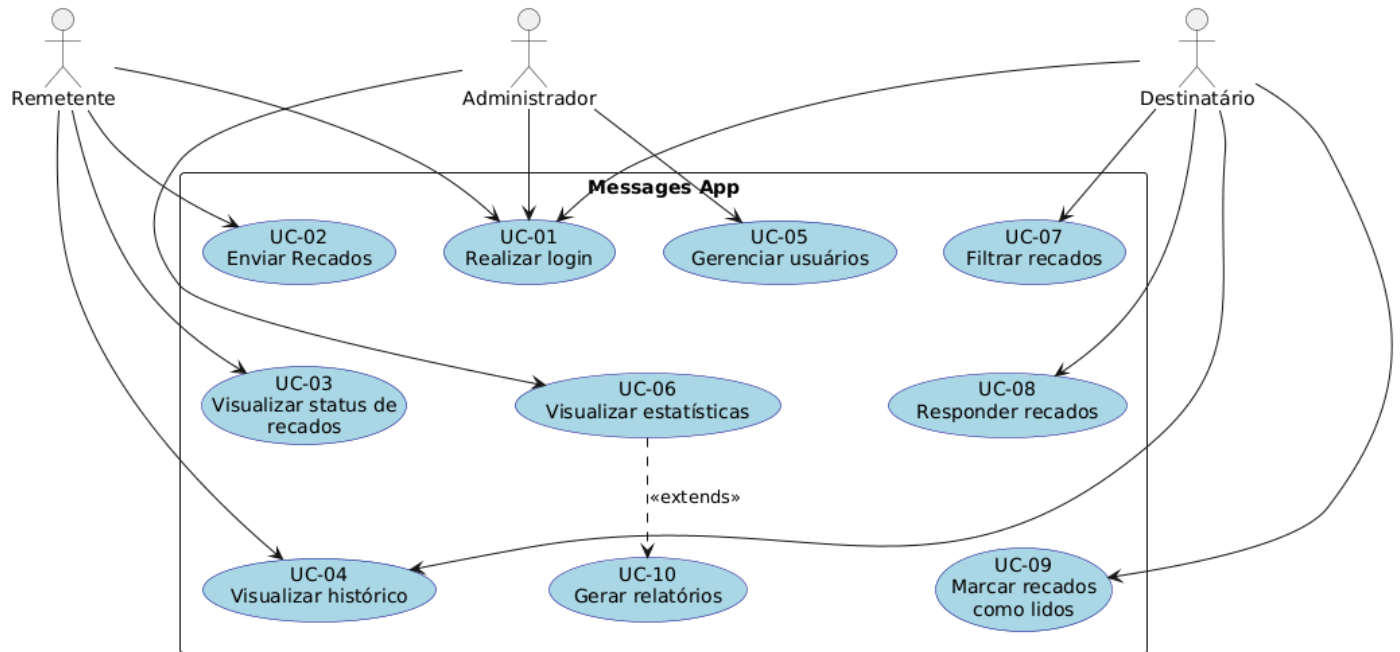 Remetente
Administrador
Destinatário
Messages App
UC-02
Enviar Recados
UC-01
Realizar login
UC-05
Gerenciar usuários
UC-07
Filtrar recados
UC-03
Visualizar status de
recados
UC-06
Visualizar estatísticas
UC-08
Responder recados
«extends»
UC-04
Visualizar histórico
UC-10
Gerar relatórios
UC-09
Marcar recados
como lidos